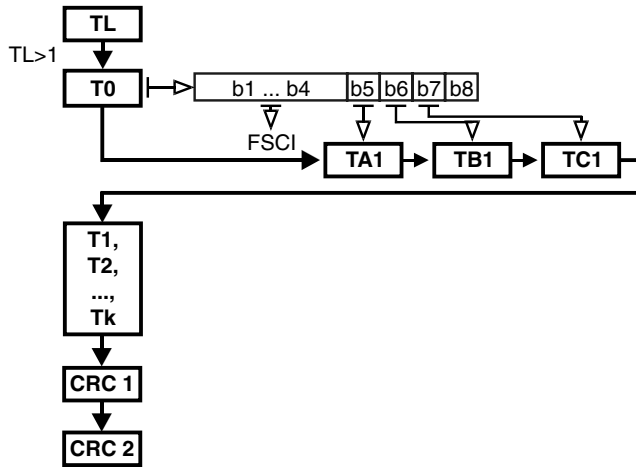 TL
TL>1
T0
b1 ... b4 b5 b6 b7 b8
FSCI
TA1 TB1 TC1
T1,
T2,
...,
Tk
CRC 1
CRC 2